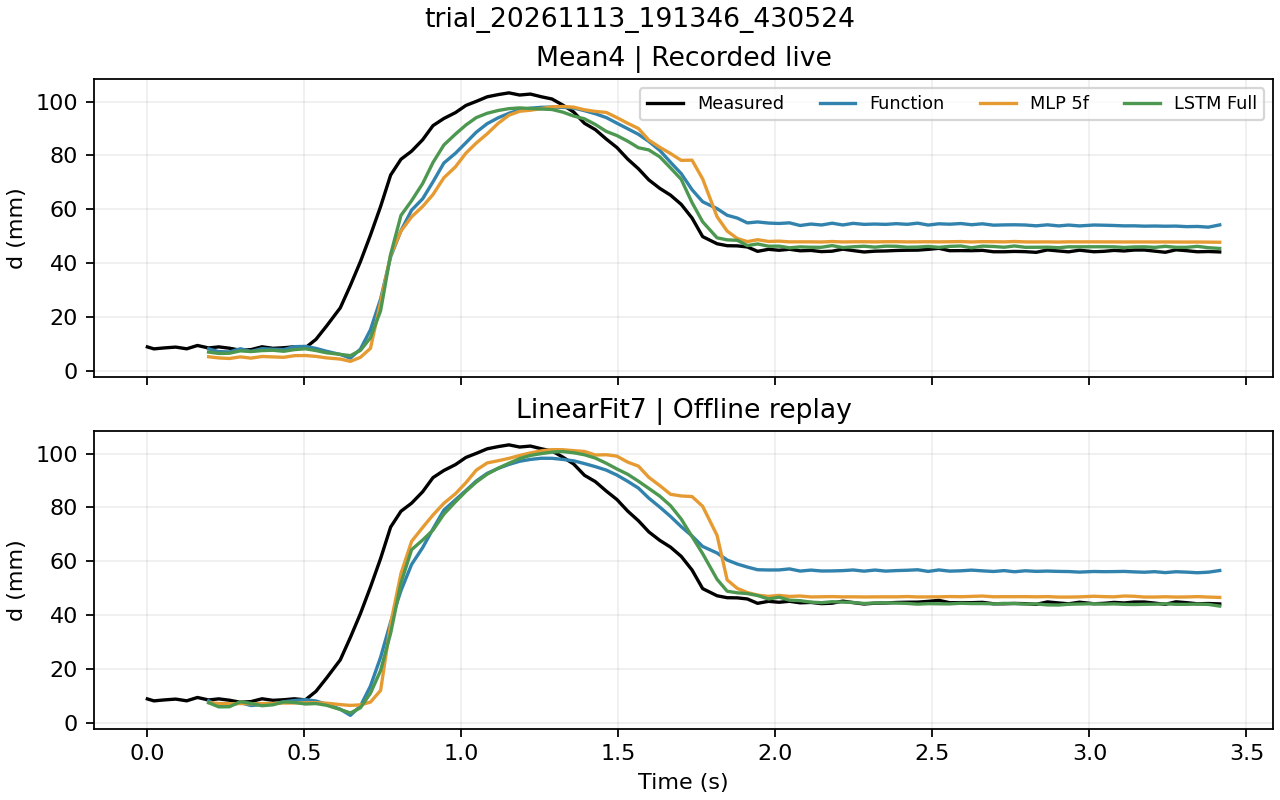 trial_20261113_191346_430524
Mean4 | Recorded live
Measured Function MLP 5f LSTM Full
d (mm)
100
80
60
40
20
0
LinearFit7 | Offline replay
d (mm)
100
80
60
40
20
0
0.0 0.5 1.0 1.5 2.0 2.5 3.0 3.5
Time (s)